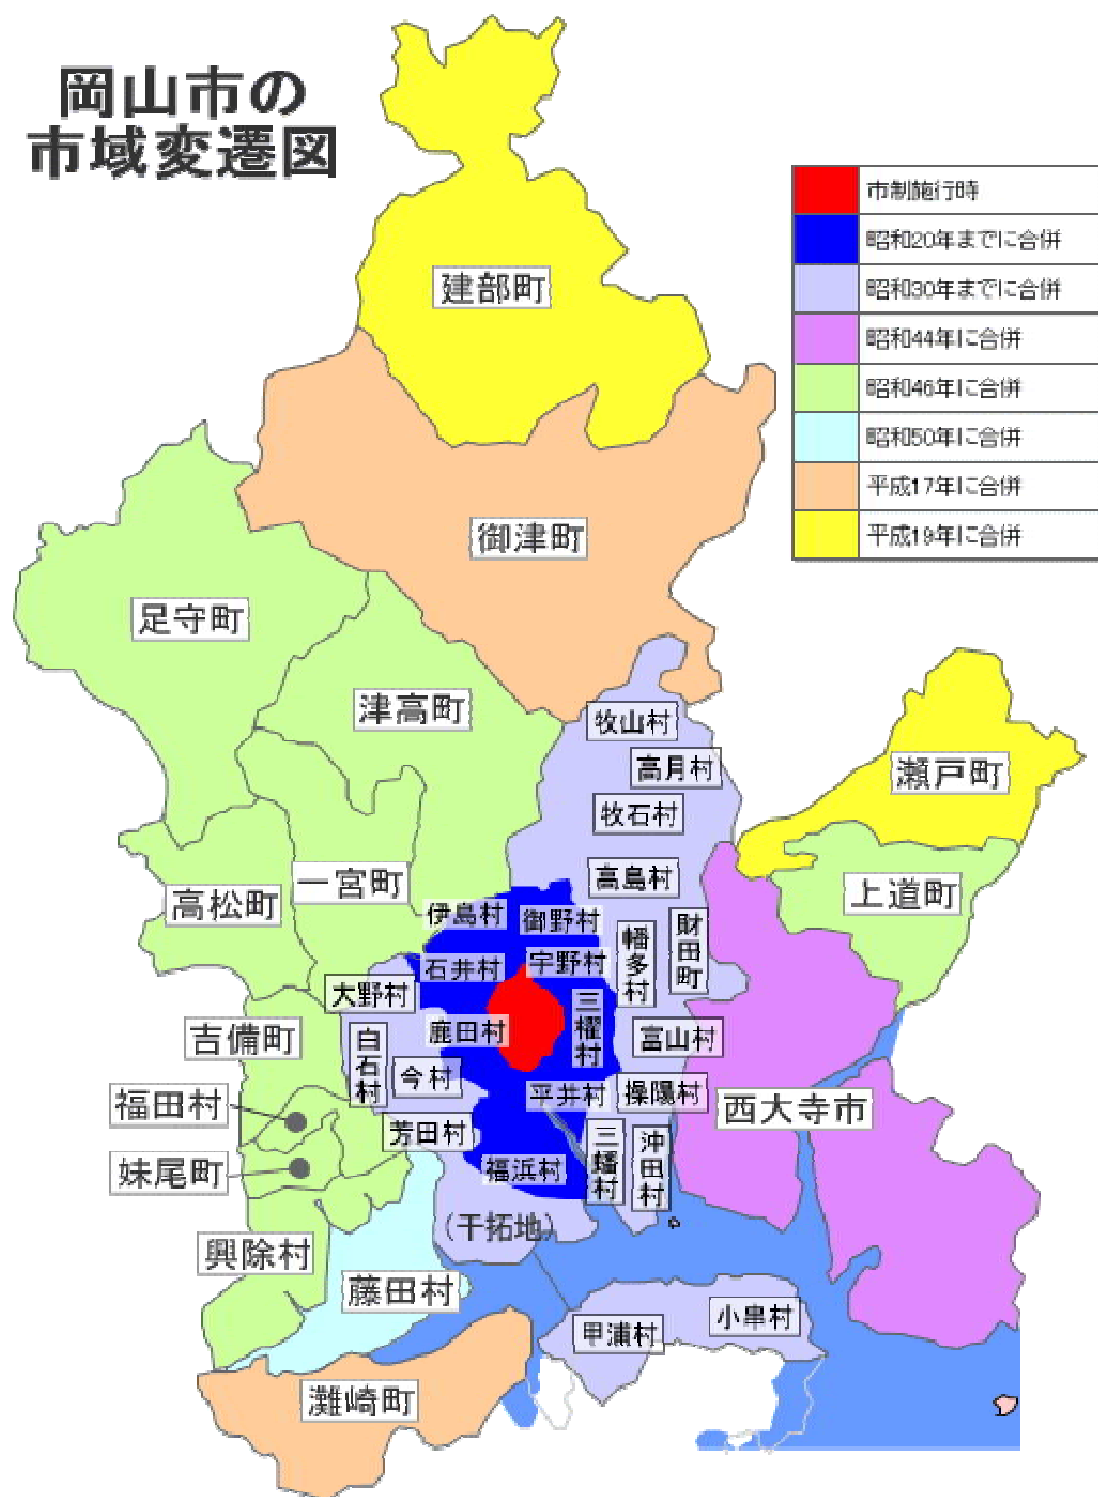 岡山市の
市域変遷図
市制施行時
昭和20年までに合併
昭和30年までに合併
昭和44年に合併
昭和46年に合併
昭和50年に合併
平成17年に合併
平成19年に合併
建部町
御津町
足守町
津高町
牧山村
高月村
瀬戸町
牧石村
高松町
一宮町
高島村
上道町
伊島村
御野村
幡多村
財田町
石井村
宇野村
大野村
吉備町
白石村
鹿田村
三櫂村
富山村
福田村
今村
平井村
操陽村
西大寺市
妹尾町
芳田村
福浜村
三蟠村
沖田村
興除村
(干拓地)
藤田村
甲浦村
小串村
灘崎町